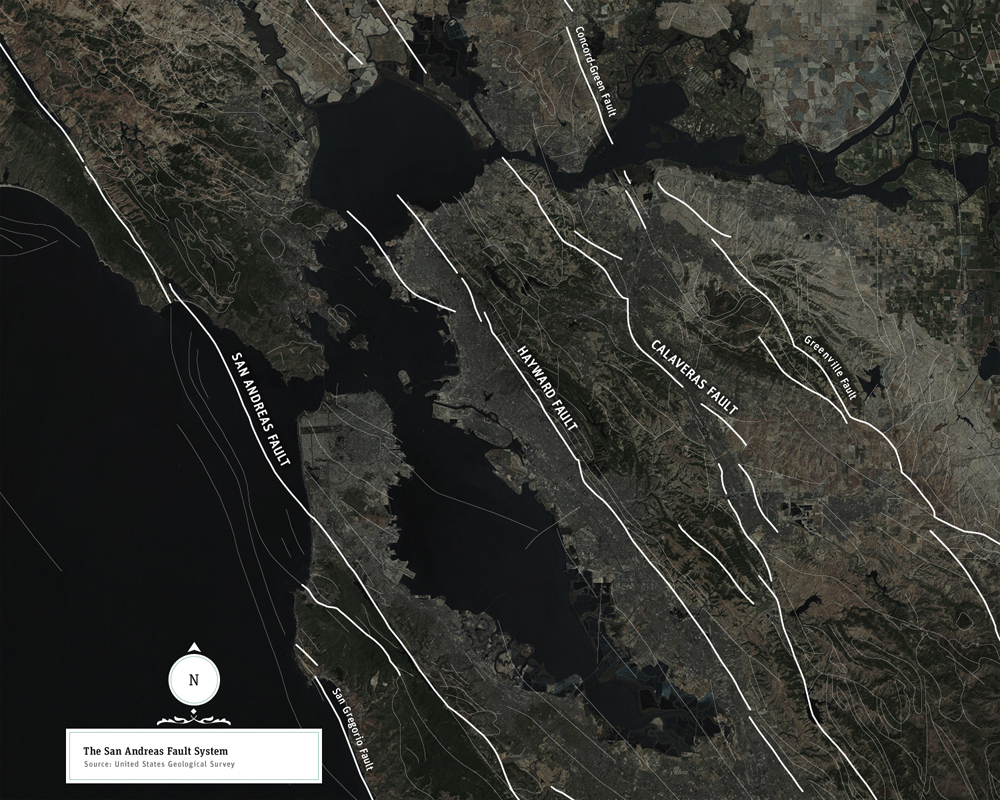 Concord-Green Fault
SAN ANDREAS FAULT
HAYWARD FAULT
CALAVERAS FAULT
Greenville Fault
San Gregorio Fault
N
The San Andreas Fault System
Source: United States Geological Survey